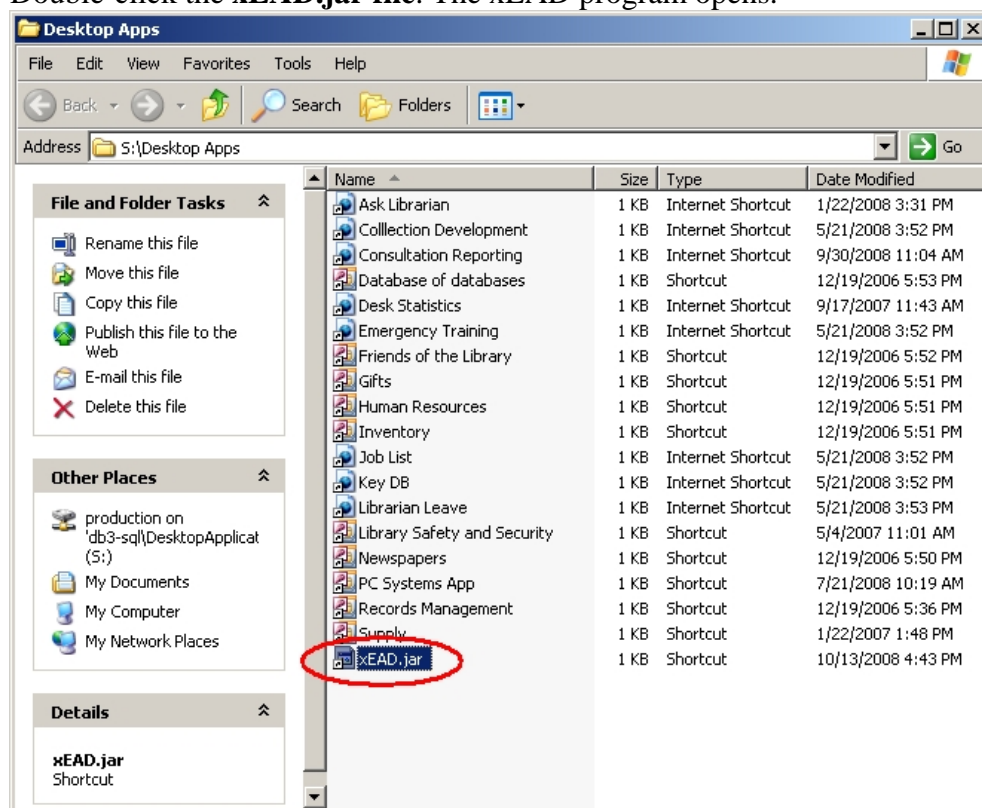 Double-click the xEAD.jar file. The xEAD program opens.
Desktop Apps
File Edit View Favorites Tools Help
Back Search Folders
Address S:\Desktop Apps Go
File and Folder Tasks
Rename this file
Move this file
Copy this file
Publish this file to the
Web
E-mail this file
Delete this file
Other Places
production on
'db3-sql\DesktopApplicat
(S:)
My Documents
My Computer
My Network Places
Details
xEAD.jar
Shortcut
Name Size Type Date Modified
Ask Librarian 1 KB Internet Shortcut 1/22/2008 3:31 PM
Colllection Development 1 KB Internet Shortcut 5/21/2008 3:52 PM
Consultation Reporting 1 KB Internet Shortcut 9/30/2008 11:04 AM
Database of databases 1 KB Shortcut 12/19/2006 5:53 PM
Desk Statistics 1 KB Internet Shortcut 9/17/2007 11:43 AM
Emergency Training 1 KB Internet Shortcut 5/21/2008 3:52 PM
Friends of the Library 1 KB Shortcut 12/19/2006 5:52 PM
Gifts 1 KB Shortcut 12/19/2006 5:51 PM
Human Resources 1 KB Shortcut 12/19/2006 5:51 PM
Inventory 1 KB Shortcut 12/19/2006 5:51 PM
Job List 1 KB Internet Shortcut 5/21/2008 3:52 PM
Key DB 1 KB Internet Shortcut 5/21/2008 3:52 PM
Librarian Leave 1 KB Internet Shortcut 5/21/2008 3:53 PM
Library Safety and Security 1 KB Shortcut 5/4/2007 11:01 AM
Newspapers 1 KB Shortcut 12/19/2006 5:50 PM
PC Systems App 1 KB Shortcut 7/21/2008 10:19 AM
Records Management 1 KB Shortcut 12/19/2006 5:36 PM
Supply 1 KB Shortcut 1/22/2007 1:48 PM
xEAD.jar 1 KB Shortcut 10/13/2008 4:43 PM